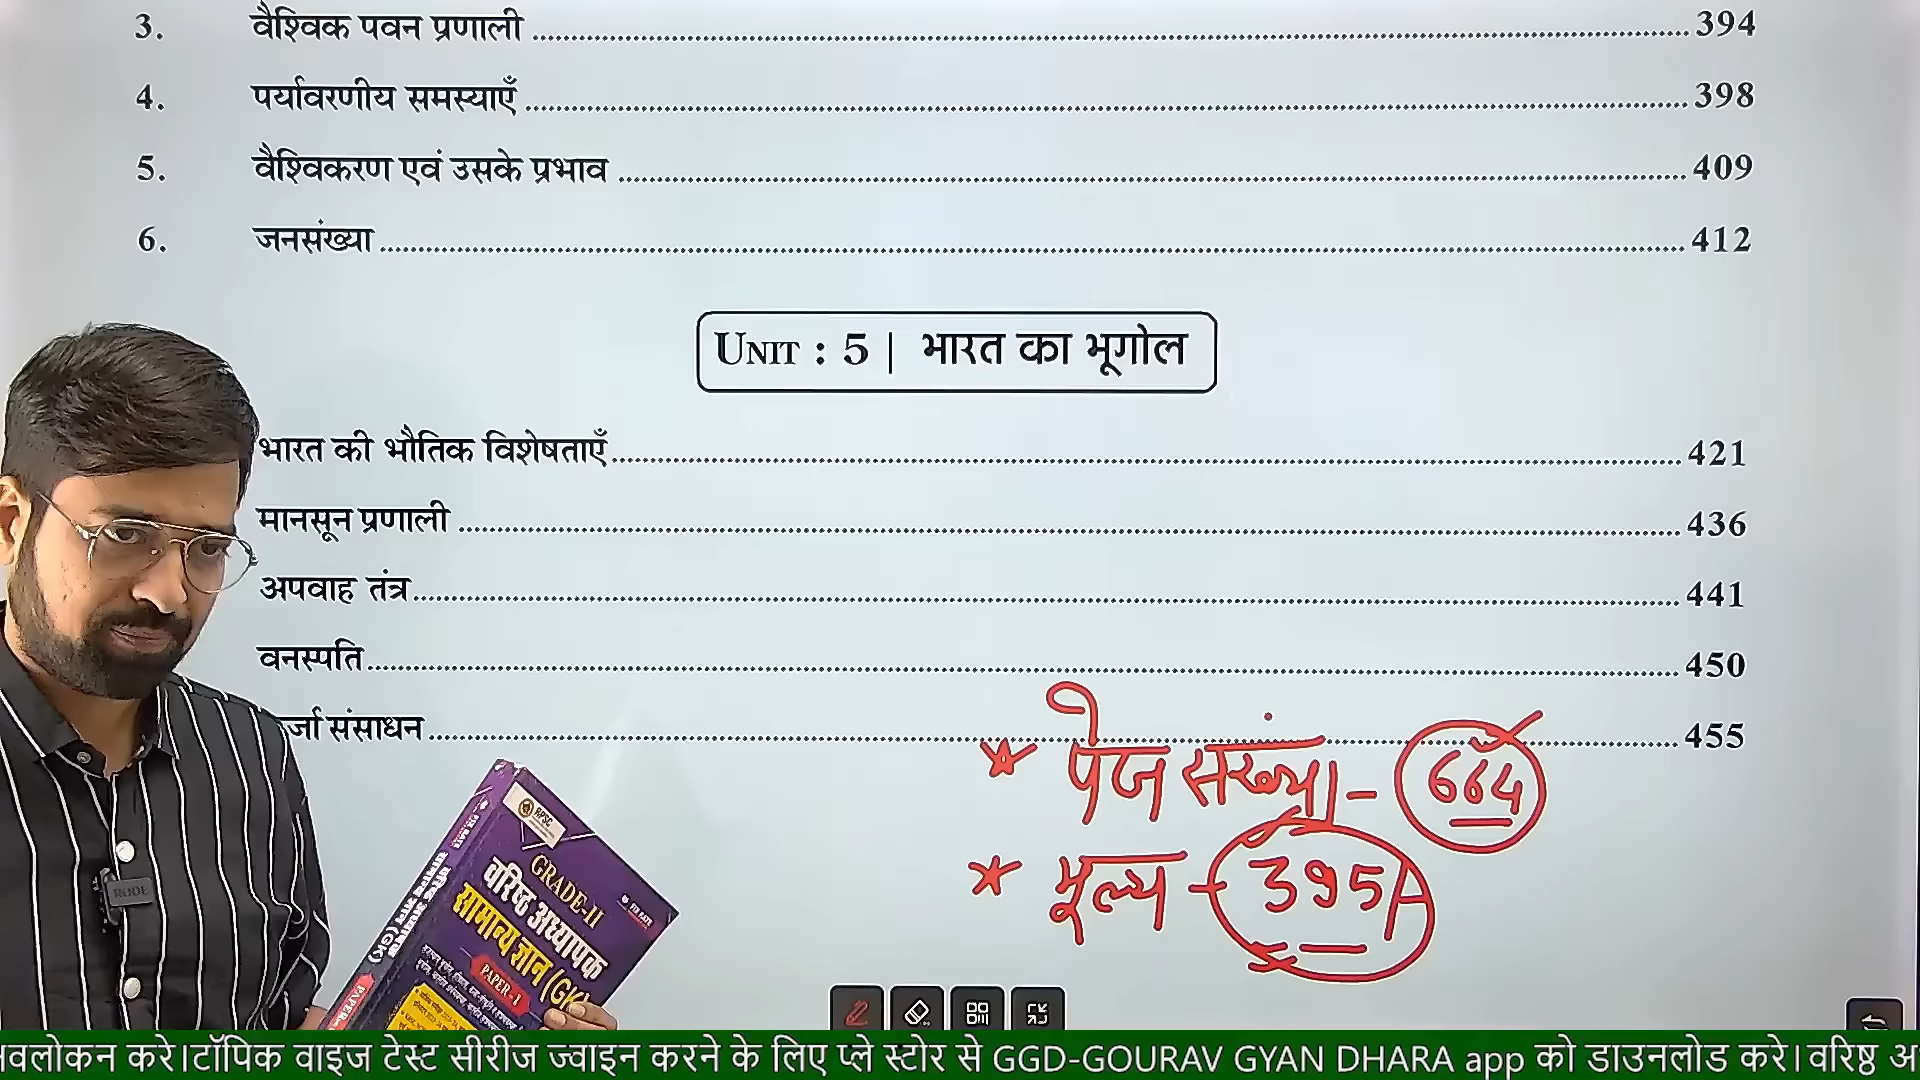 3. वैश्विक पवन प्रणाली 394
4. पर्यावरणीय समस्याएँ 398
5. वैश्विकरण एवं उसके प्रभाव 409
6. जनसंख्या 412
UNIT : 5 | भारत का भूगोल
भारत की भौतिक विशेषताएँ 421
मानसून प्रणाली 436
अपवाह तंत्र 441
वनस्पति 450
र्जा संसाधन 455
* पेज संख्या - 664
* मूल्य - 395/-
RPSC
GRADE-II
वरिष्ठ अध्यापक
सामान्य ज्ञान (GK)
PAPER-1
RODE
वलोकन करे।टॉपिक वाइज टेस्ट सीरीज ज्वाइन करने के लिए प्ले स्टोर से GGD-GOURAV GYAN DHARA app को डाउनलोड करे।वरिष्ठ अ